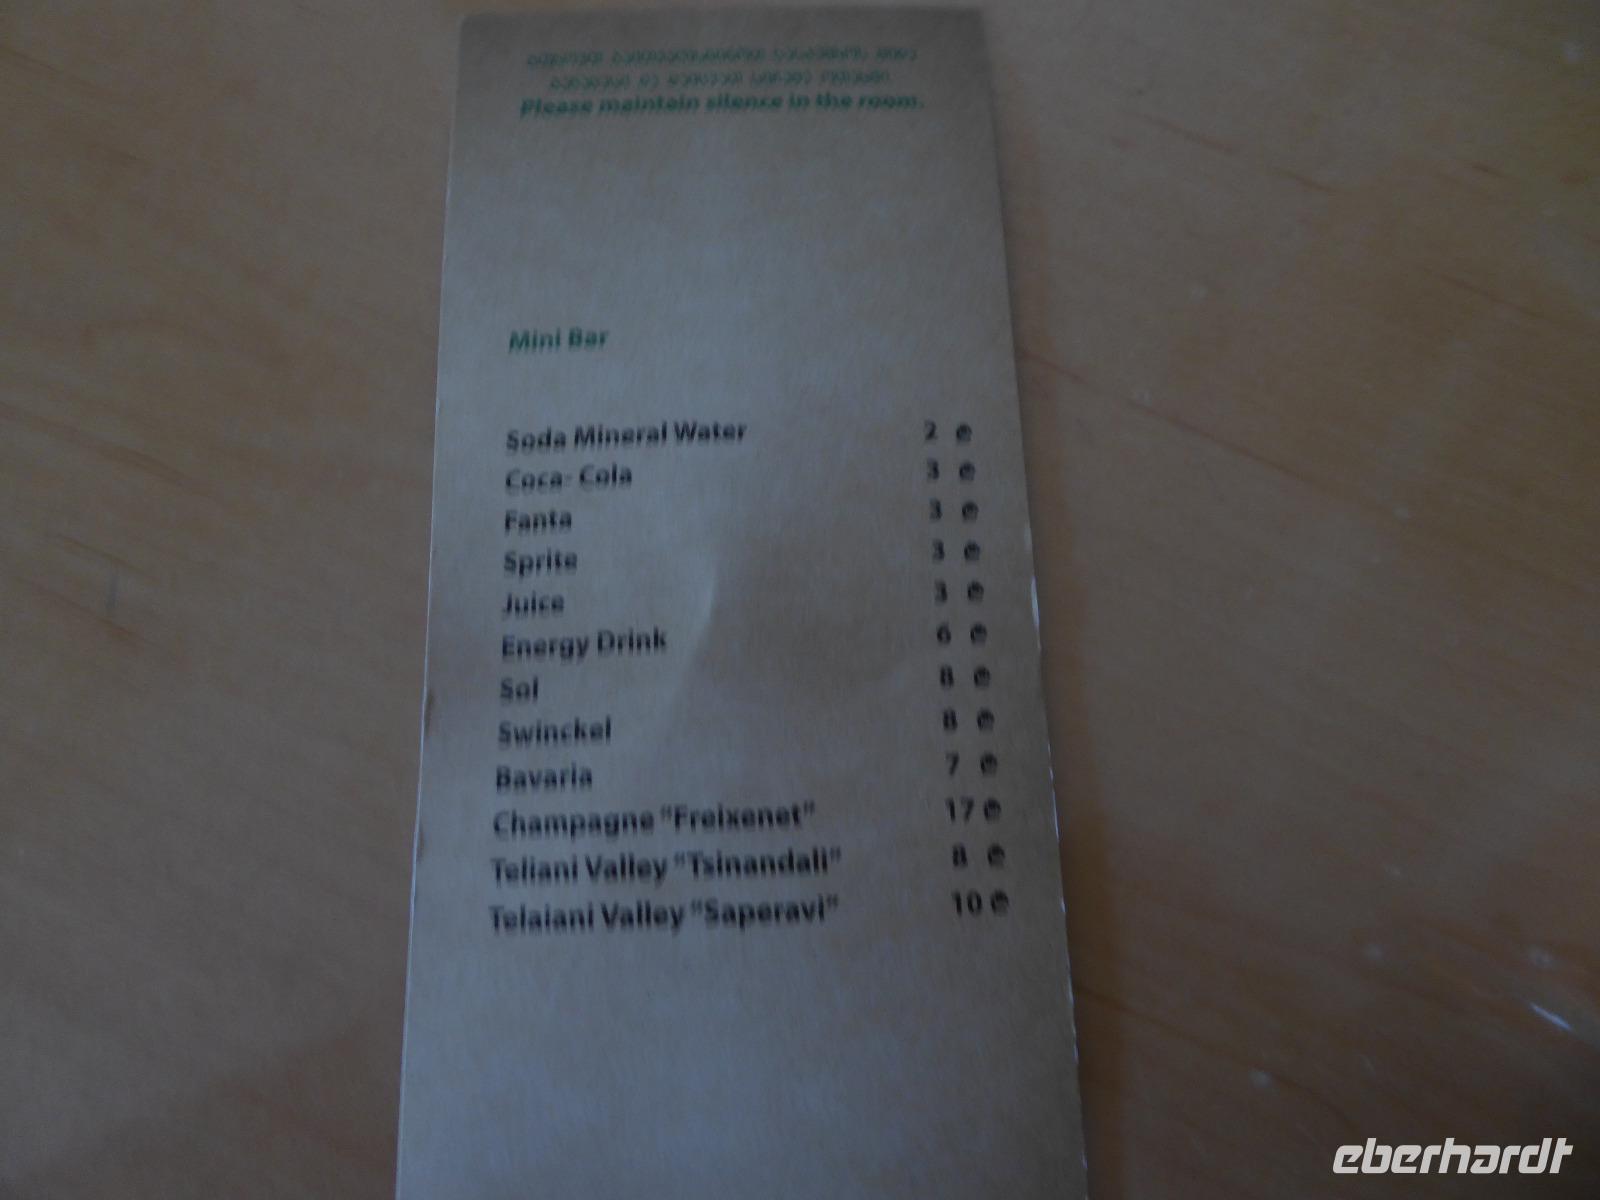 Please maintain silence in the room.
Mini Bar
Soda Mineral Water 2
Coca- Cola 3
Fanta 3
Sprite 3
Juice 3
Energy Drink 6
Sol 8
Swinckel 8
Bavaria 7
Champagne "Freixenet" 17
Teliani Valley "Tsinandali" 8
Telaiani Valley "Saperavi" 10
eberhardt